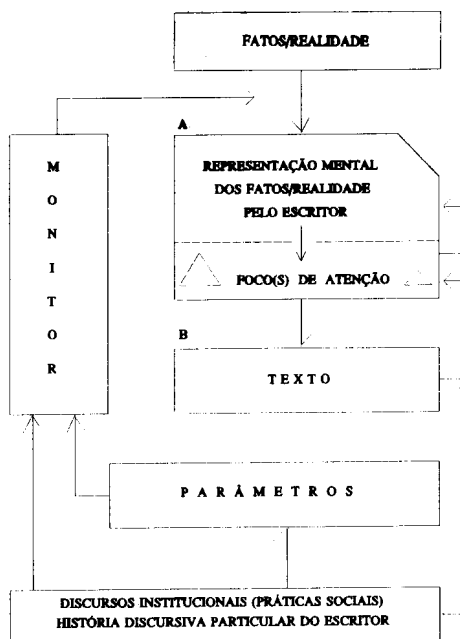 FATOS/REALIDADE
A
REPRESENTAÇÃO MENTAL
DOS FATOS/REALIDADE
PELO ESCRITOR
FOCO(S) DE ATENÇÃO
B
TEXTO
MONITOR
PARÂMETROS
DISCURSOS INSTITUCIONAIS (PRÁTICAS SOCIAIS)
HISTÓRIA DISCURSIVA PARTICULAR DO ESCRITOR